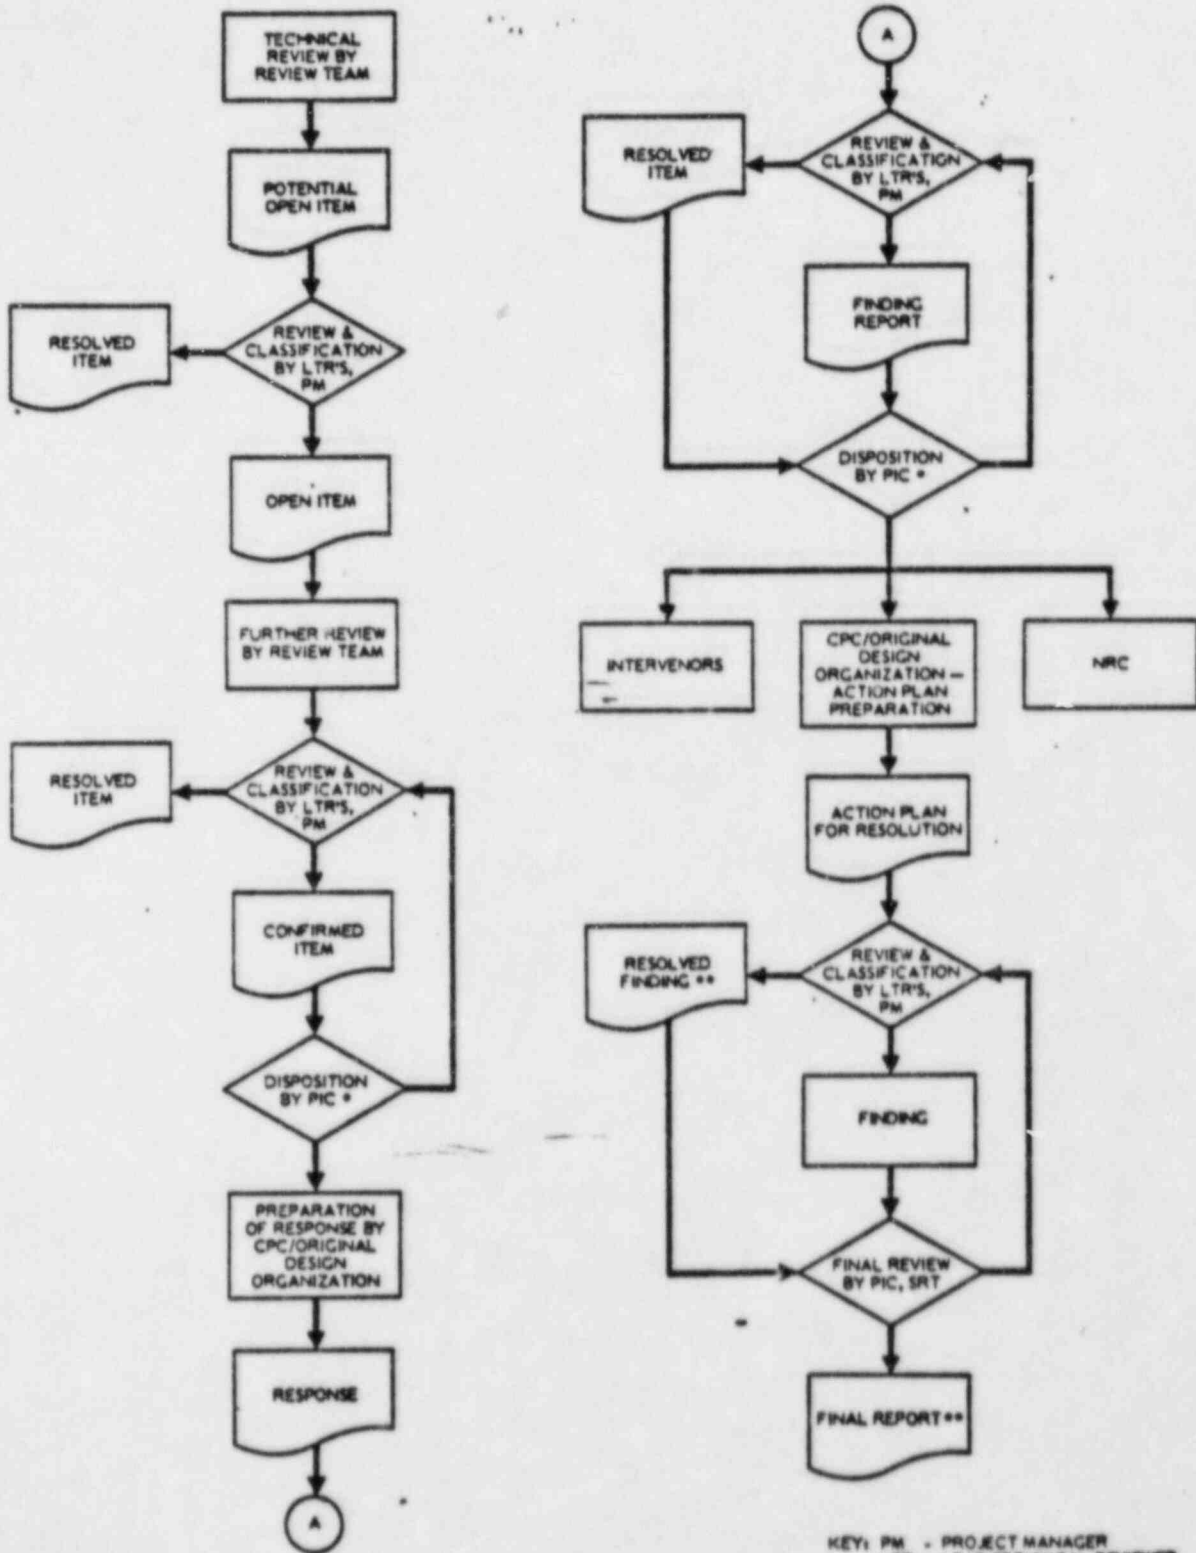 TECHNICAL
REVIEW BY
REVIEW TEAM
POTENTIAL
OPEN ITEM
REVIEW &
CLASSIFICATION
BY LTR'S,
PM
RESOLVED
ITEM
OPEN ITEM
FURTHER REVIEW
BY REVIEW TEAM
REVIEW &
CLASSIFICATION
BY LTR'S,
PM
RESOLVED
ITEM
CONFIRMED
ITEM
DISPOSITION
BY PIC *
PREPARATION
OF RESPONSE BY
CPC/ORIGINAL
DESIGN
ORGANIZATION
RESPONSE
A
A
REVIEW &
CLASSIFICATION
BY LTR'S,
PM
RESOLVED
ITEM
FINDING
REPORT
DISPOSITION
BY PIC *
INTERVENORS
CPC/ORIGINAL
DESIGN
ORGANIZATION —
ACTION PLAN
PREPARATION
NRC
ACTION PLAN
FOR RESOLUTION
REVIEW &
CLASSIFICATION
BY LTR'S,
PM
RESOLVED
FINDING **
FINDING
FINAL REVIEW
BY PIC, SRT
FINAL REPORT **
KEY: PM - PROJECT MANAGER